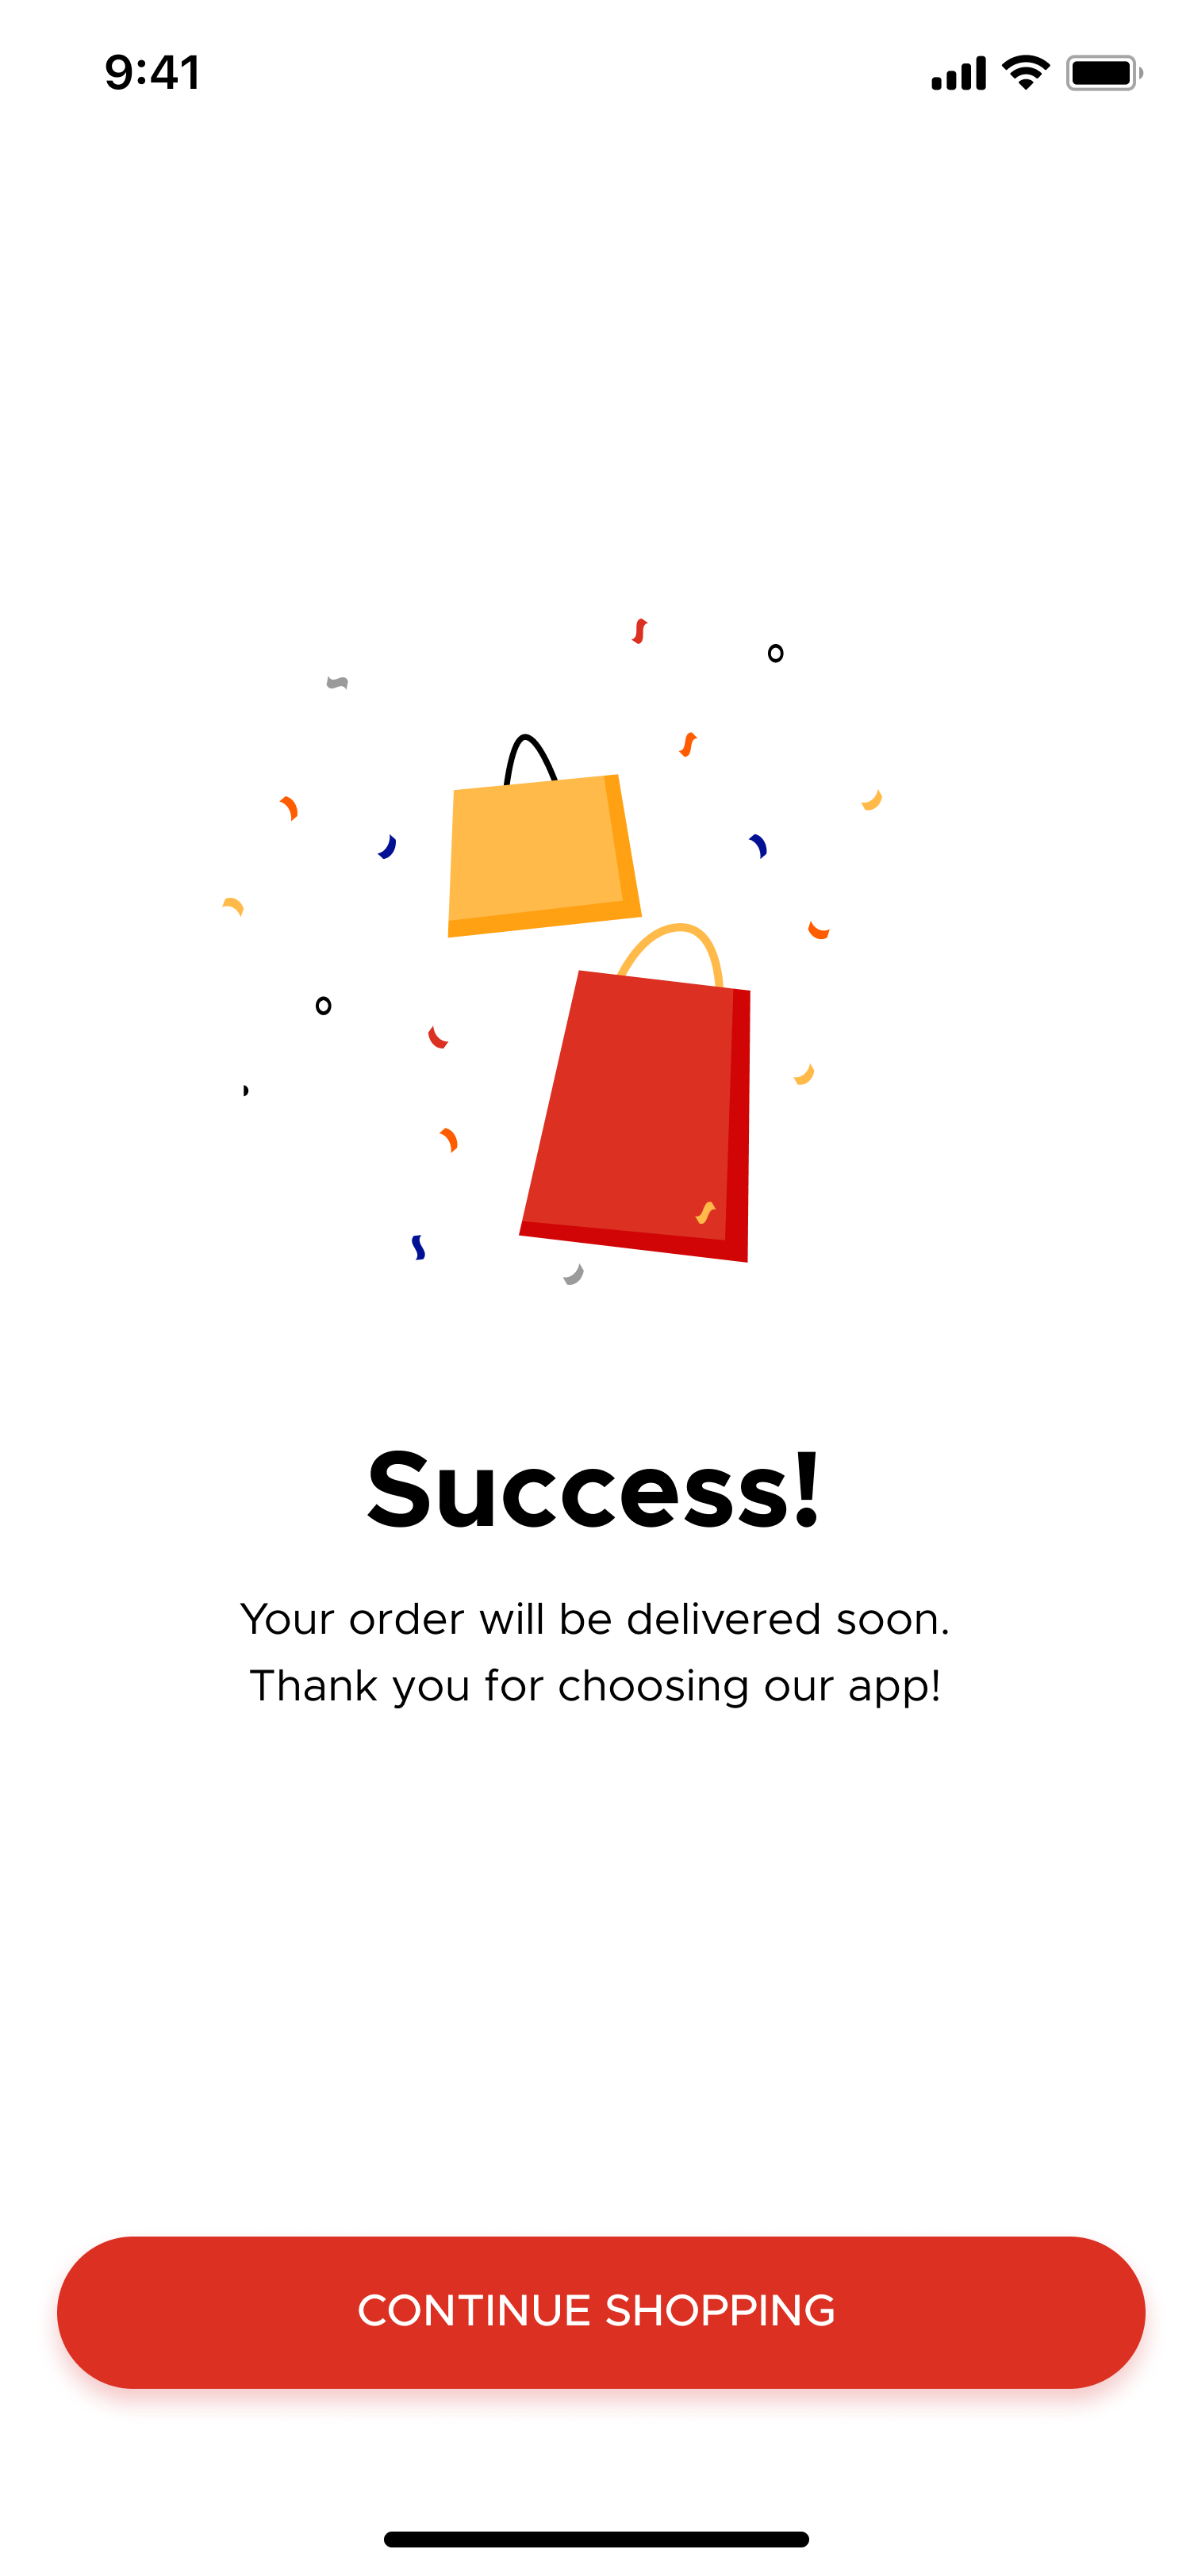 9:41
Success!
Your order will be delivered soon.
Thank you for choosing our app!
CONTINUE SHOPPING